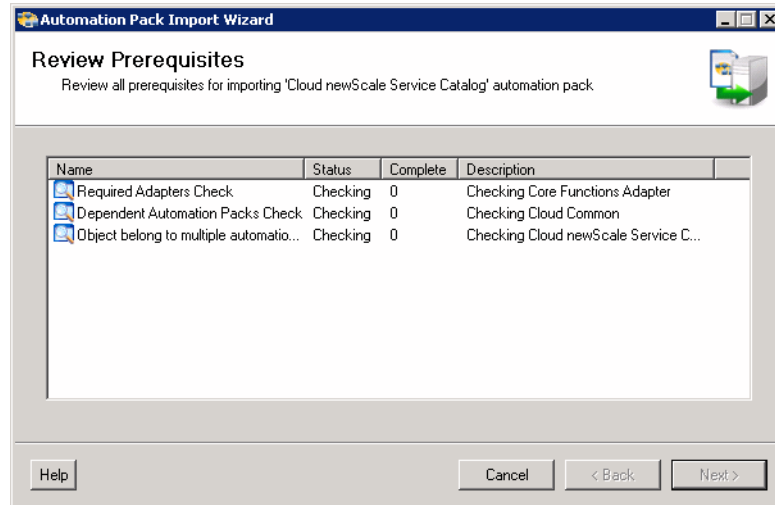 Automation Pack Import Wizard
Review Prerequisites
Review all prerequisites for importing 'Cloud newScale Service Catalog' automation pack
Name Status Complete Description
Required Adapters Check Checking 0 Checking Core Functions Adapter
Dependent Automation Packs Check Checking 0 Checking Cloud Common
Object belong to multiple automatio... Checking 0 Checking Cloud newScale Service C...
Help Cancel < Back Next >